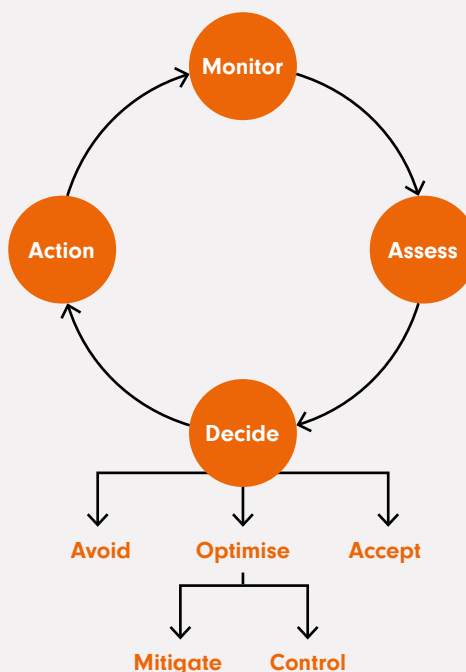 Monitor
Action
Assess
Decide
Avoid
Optimise
Accept
Mitigate
Control